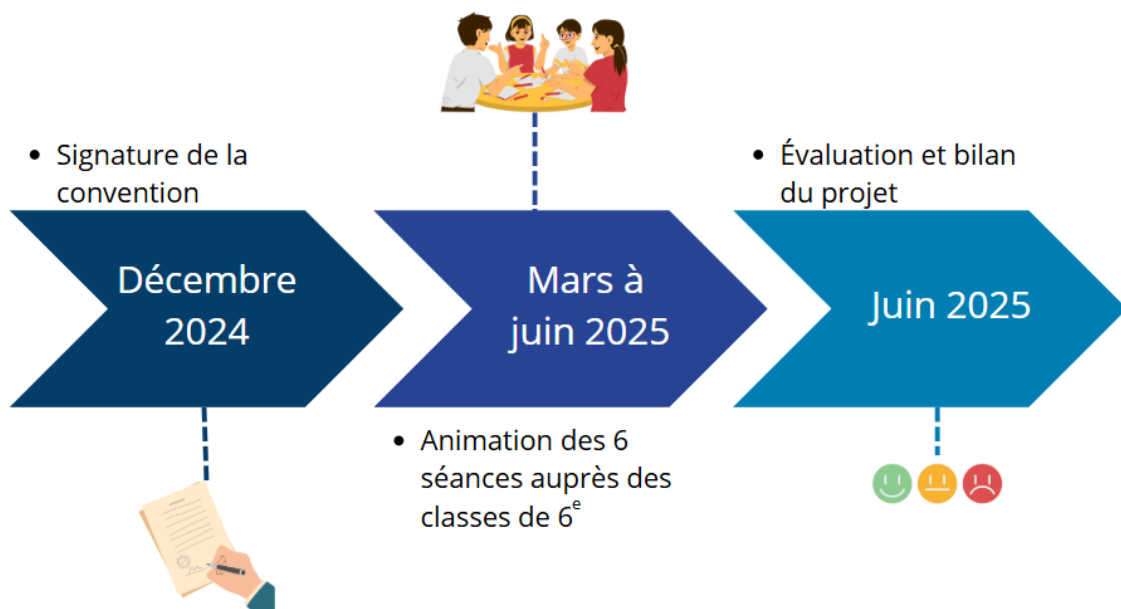 • Signature de la
convention
Décembre
2024
Mars à
juin 2025
• Animation des 6
séances auprès des
classes de 6e
• Évaluation et bilan
du projet
Juin 2025